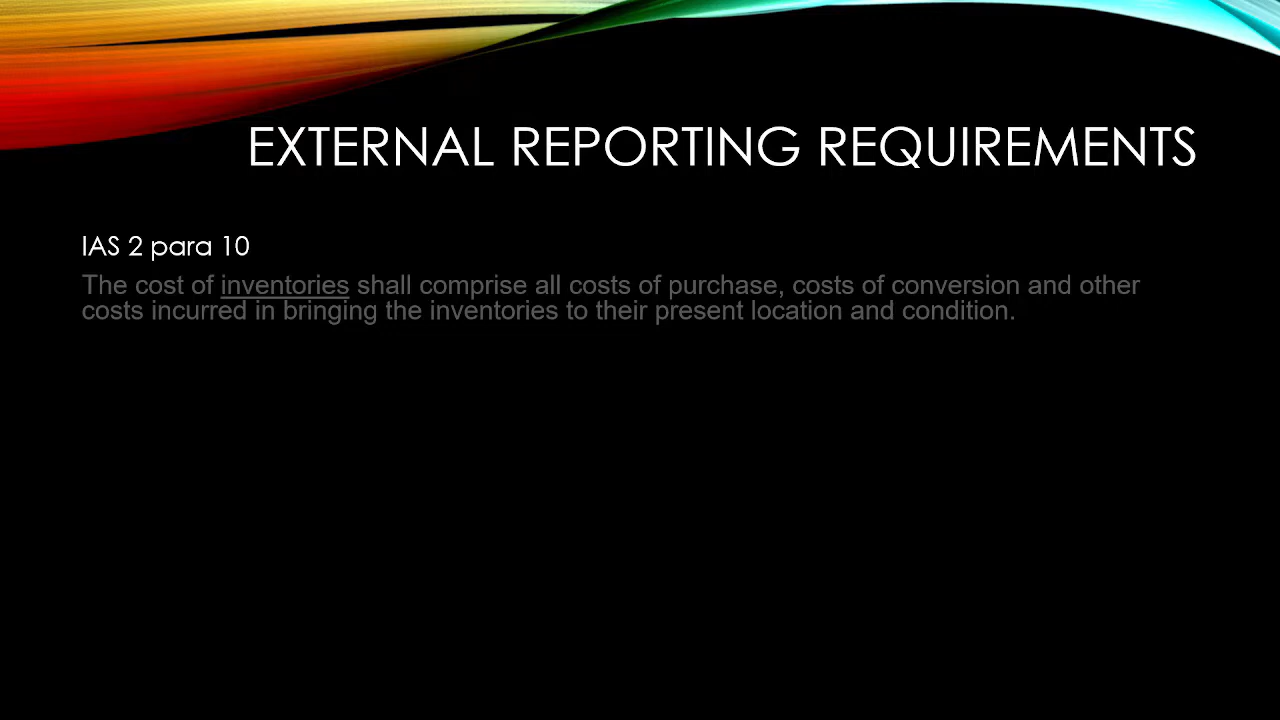 EXTERNAL REPORTING REQUIREMENTS
IAS 2 para 10
The cost of inventories shall comprise all costs of purchase, costs of conversion and other
costs incurred in bringing the inventories to their present location and condition.